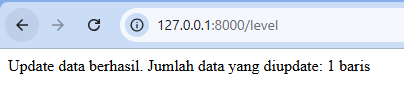 127.0.0.1:8000/level
Update data berhasil. Jumlah data yang diupdate: 1 baris